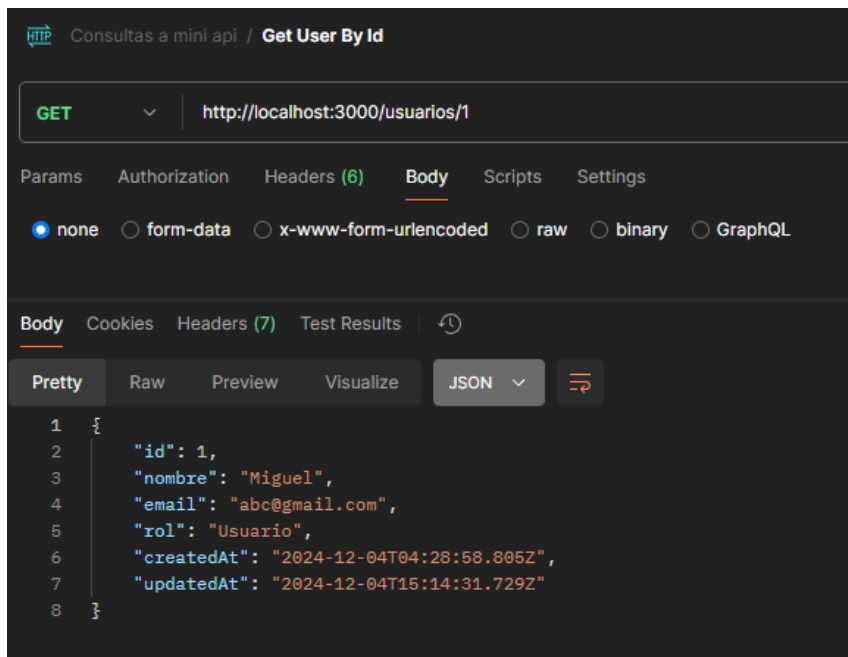 HTTP Consultas a mini api / Get User By Id
GET http://localhost:3000/usuarios/1
Params Authorization Headers (6) Body Scripts Settings
none form-data x-www-form-urlencoded raw binary GraphQL
Body Cookies Headers (7) Test Results
Pretty Raw Preview Visualize JSON
1 {
2 "id": 1,
3 "nombre": "Miguel",
4 "email": "abc@gmail.com",
5 "rol": "Usuario",
6 "createdAt": "2024-12-04T04:28:58.805Z",
7 "updatedAt": "2024-12-04T15:14:31.729Z"
8 }